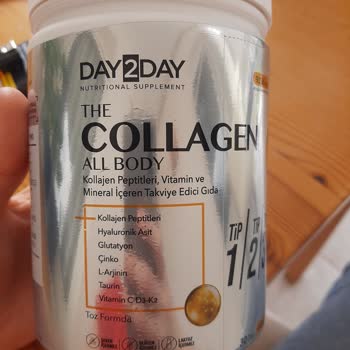 DAY2DAY
NUTRITIONAL SUPPLEMENT
THE
COLLAGEN
ALL BODY
Kollajen Peptitleri, Vitamin ve
Mineral İçeren Takviye Edici Gıda
Kollajen Peptitleri
Hyaluronik Asit
Glutatyon
Çinko
L-Arjinin
Taurin
Vitamin C-D3-K2
Toz Formda
TİP
1/2